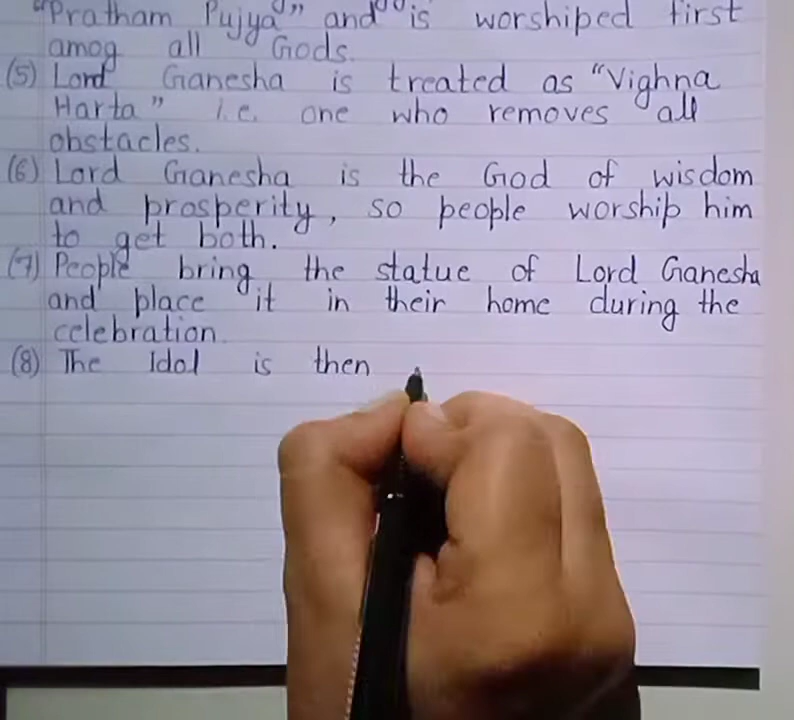 "Pratham Pujya" and is worshiped first
amog all Gods.
(5) Lord Ganesha is treated as "Vighna
Harta" i.e. one who removes all
obstacles.
(6) Lord Ganesha is the God of wisdom
and prosperity, so people worship him
to get both.
(7) People bring the statue of Lord Ganesha
and place it in their home during the
celebration.
(8) The Idol is then